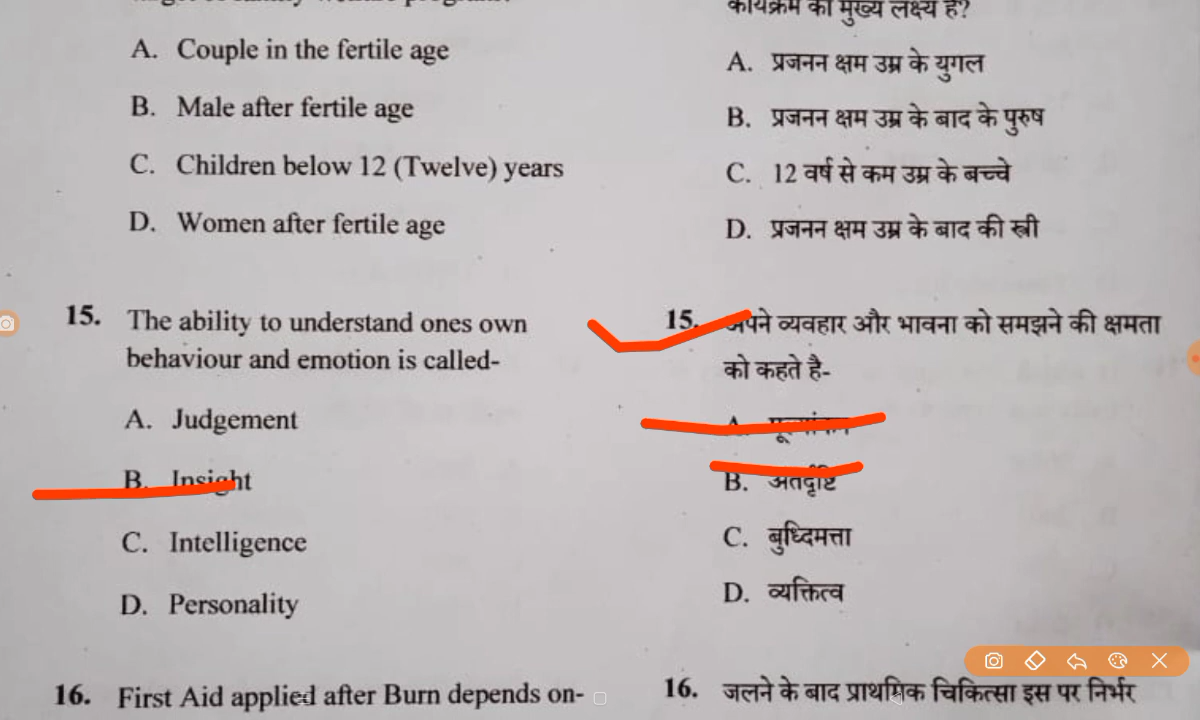 A. Couple in the fertile age
B. Male after fertile age
C. Children below 12 (Twelve) years
D. Women after fertile age
15. The ability to understand ones own
behaviour and emotion is called-
A. Judgement
B. Insight
C. Intelligence
D. Personality
16. First Aid applied after Burn depends on-
कार्यक्रम का मुख्य लक्ष्य है?
A. प्रजनन क्षम उम्र के युगल
B. प्रजनन क्षम उम्र के बाद के पुरुष
C. 12 वर्ष से कम उम्र के बच्चे
D. प्रजनन क्षम उम्र के बाद की स्त्री
15. अपने व्यवहार और भावना को समझने की क्षमता
को कहते है-
A.
B. अतर्दृष्टि
C. बुध्दिमत्ता
D. व्यक्तित्व
16. जलने के बाद प्राथमिक चिकित्सा इस पर निर्भर